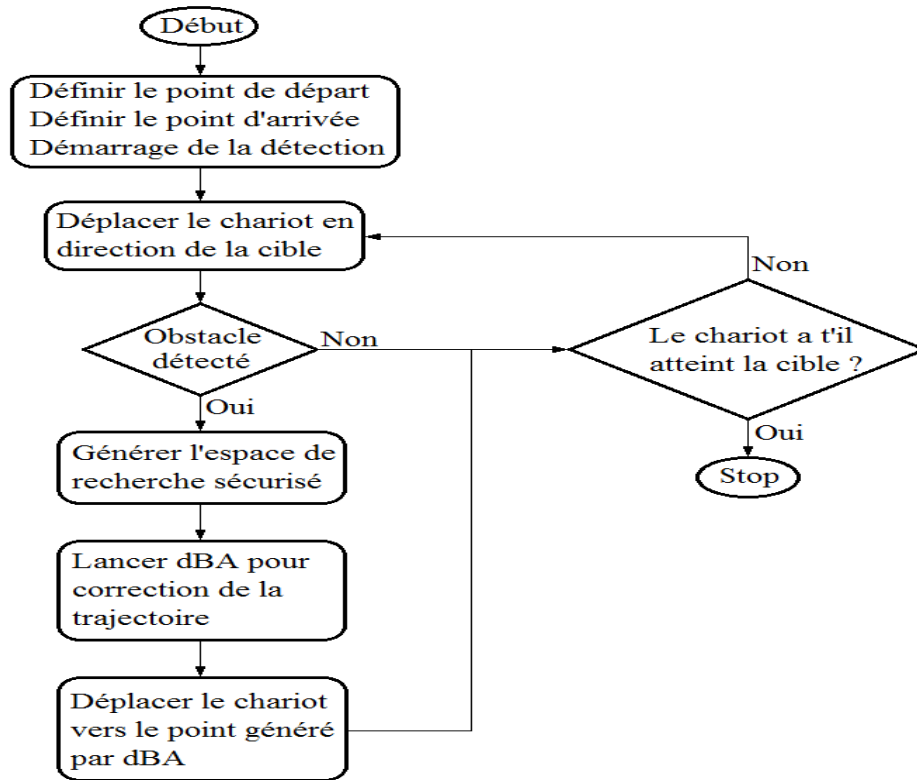 Début
Définir le point de départ
Définir le point d'arrivée
Démarrage de la détection
Déplacer le chariot en
direction de la cible
Obstacle
détecté
Non
Oui
Générer l'espace de
recherche sécurisé
Lancer dBA pour
correction de la
trajectoire
Déplacer le chariot
vers le point généré
par dBA
Non
Le chariot a t'il
atteint la cible ?
Oui
Stop